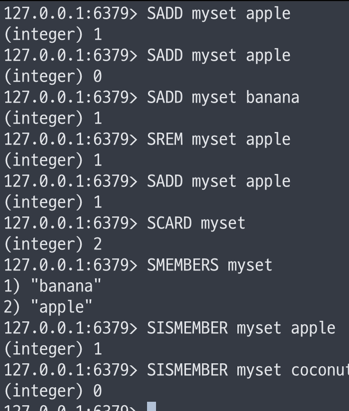 127.0.0.1:6379> SADD myset apple
(integer) 1
127.0.0.1:6379> SADD myset apple
(integer) 0
127.0.0.1:6379> SADD myset banana
(integer) 1
127.0.0.1:6379> SREM myset apple
(integer) 1
127.0.0.1:6379> SADD myset apple
(integer) 1
127.0.0.1:6379> SCARD myset
(integer) 2
127.0.0.1:6379> SMEMBERS myset
1) "banana"
2) "apple"
127.0.0.1:6379> SISMEMBER myset apple
(integer) 1
127.0.0.1:6379> SISMEMBER myset coconut
(integer) 0
127.0.0.1:6379>